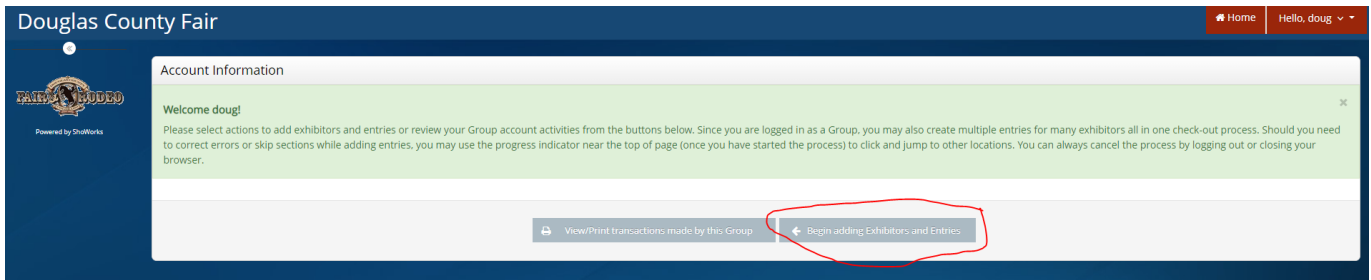 Douglas County Fair
Home
Hello, doug
FAIR & RODEO
Powered by ShoWorks
Account Information
Welcome doug!
Please select actions to add exhibitors and entries or review your Group account activities from the buttons below. Since you are logged in as a Group, you may also create multiple entries for many exhibitors all in one check-out process. Should you need
to correct errors or skip sections while adding entries, you may use the progress indicator near the top of page (once you have started the process) to click and jump to other locations. You can always cancel the process by logging out or closing your
browser.
View/Print transactions made by this Group
Begin adding Exhibitors and Entries